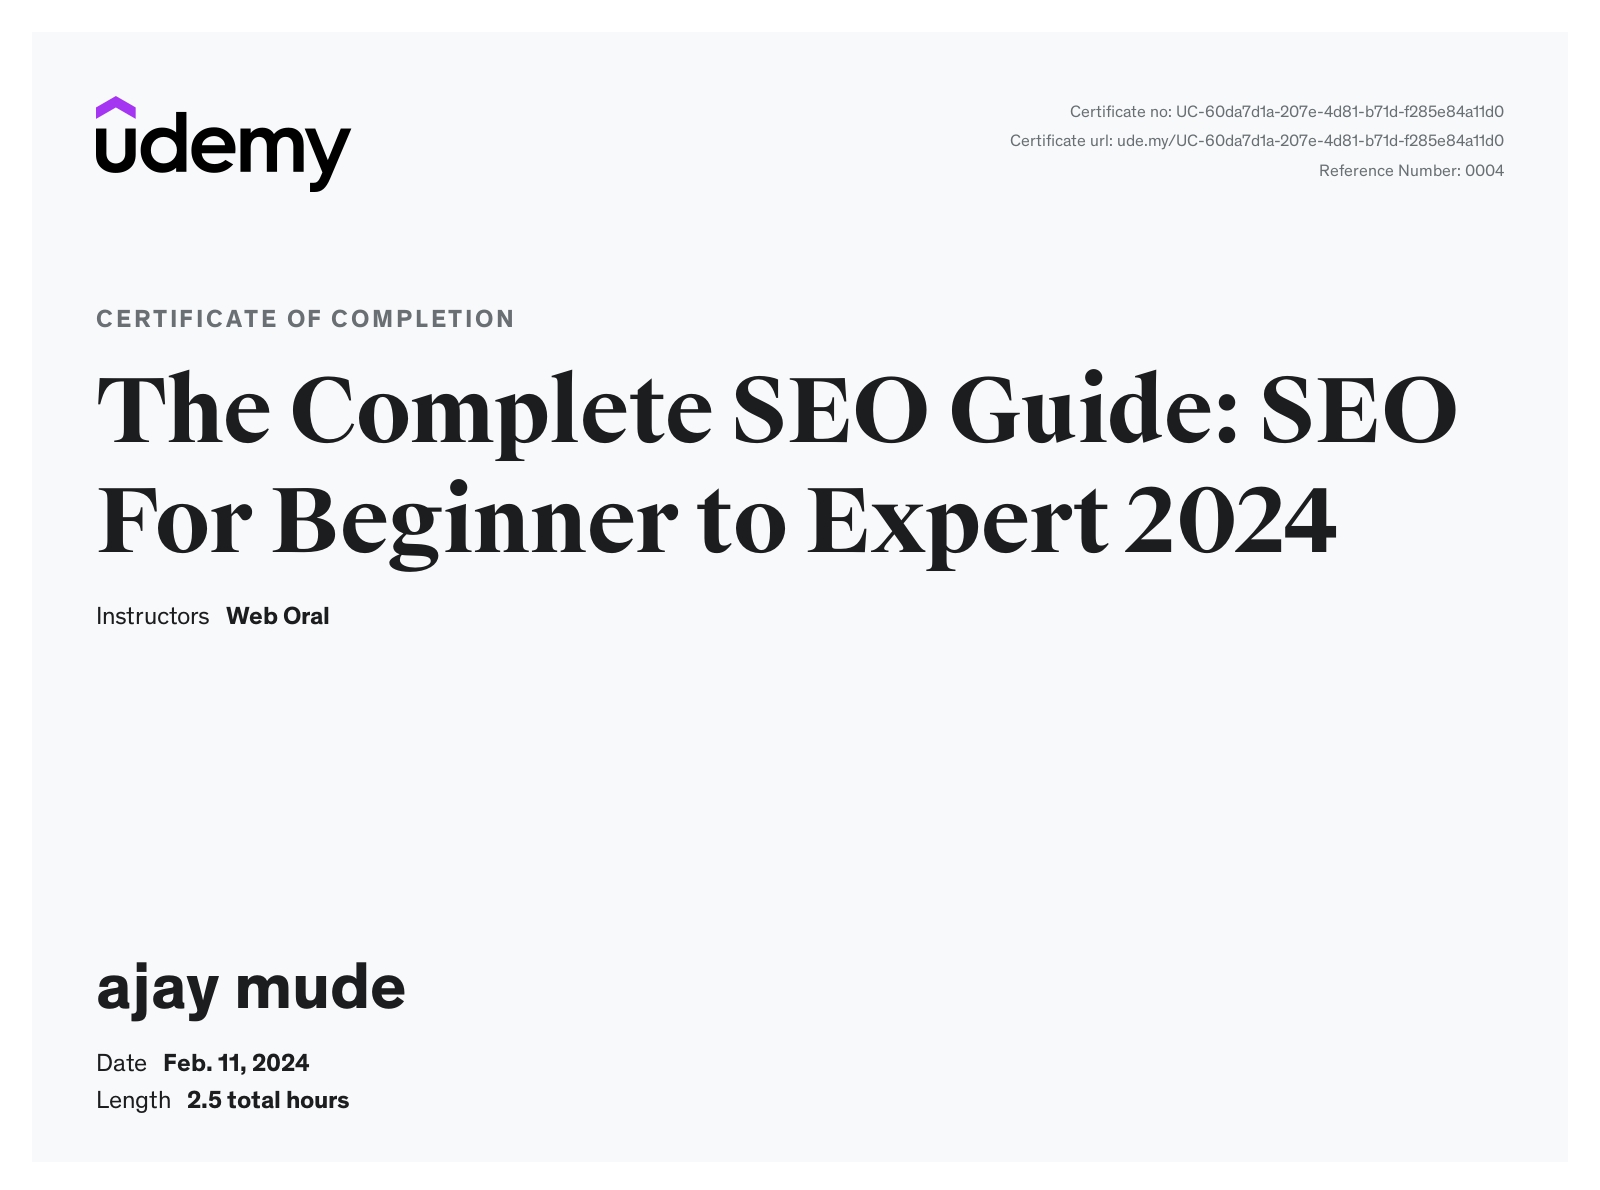 udemy
Certificate no: UC-60da7d1a-207e-4d81-b71d-f285e84a11d0
Certificate url: ude.my/UC-60da7d1a-207e-4d81-b71d-f285e84a11d0
Reference Number: 0004
CERTIFICATE OF COMPLETION
The Complete SEO Guide: SEO
For Beginner to Expert 2024
Instructors Web Oral
ajay mude
Date Feb. 11, 2024
Length 2.5 total hours